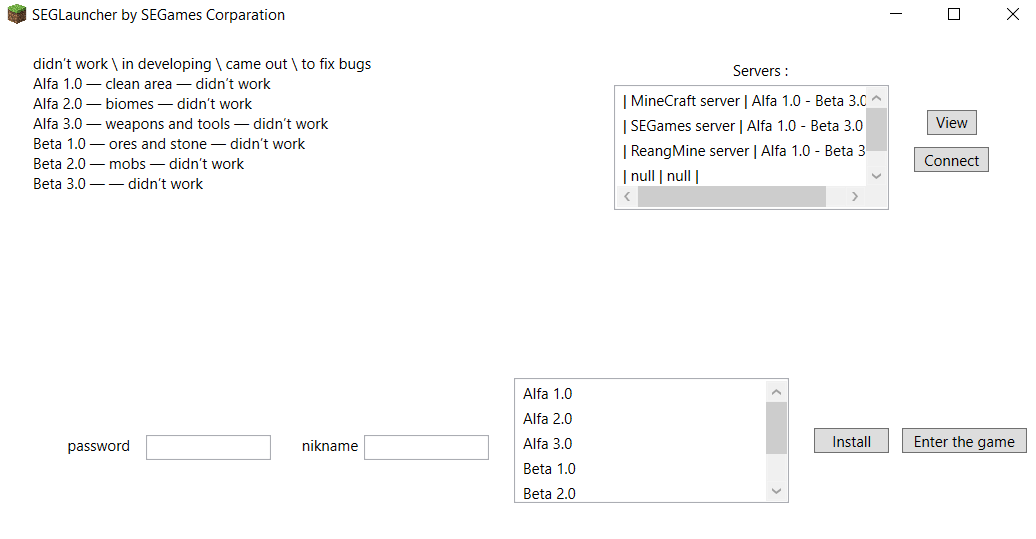 SEGLauncher by SEGames Corparation
didn't work \ in developing \ came out \ to fix bugs
Alfa 1.0 — clean area — didn't work
Alfa 2.0 — biomes — didn't work
Alfa 3.0 — weapons and tools — didn't work
Beta 1.0 — ores and stone — didn't work
Beta 2.0 — mobs — didn't work
Beta 3.0 — — didn't work
Servers :
| MineCraft server | Alfa 1.0 - Beta 3.0
| SEGames server | Alfa 1.0 - Beta 3.0
| ReangMine server | Alfa 1.0 - Beta 3
| null | null |
View
Connect
password
nikname
Alfa 1.0
Alfa 2.0
Alfa 3.0
Beta 1.0
Beta 2.0
Install
Enter the game